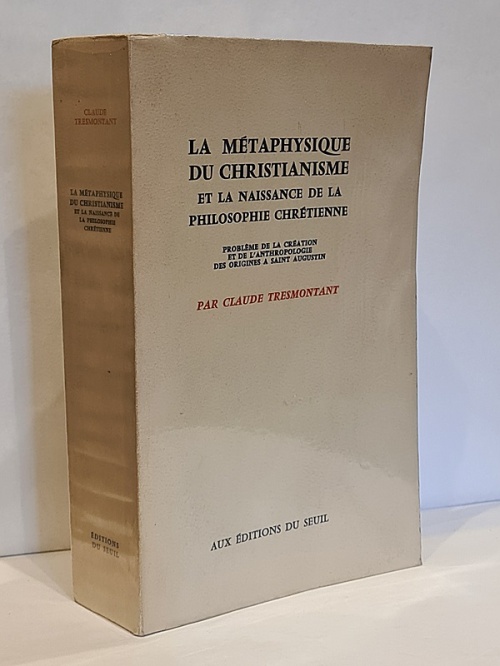 CLAUDE
TRESMONTANT
LA MÉTAPHYSIQUE
DU CHRISTIANISME
ET LA NAISSANCE DE
LA PHILOSOPHIE
CHRÉTIENNE
ÉDITIONS
DU SEUIL
LA MÉTAPHYSIQUE
DU CHRISTIANISME
ET LA NAISSANCE DE LA
PHILOSOPHIE CHRÉTIENNE
PROBLÈME DE LA CRÉATION
ET DE L'ANTHROPOLOGIE
DES ORIGINES A SAINT AUGUSTIN
PAR CLAUDE TRESMONTANT
AUX ÉDITIONS DU SEUIL